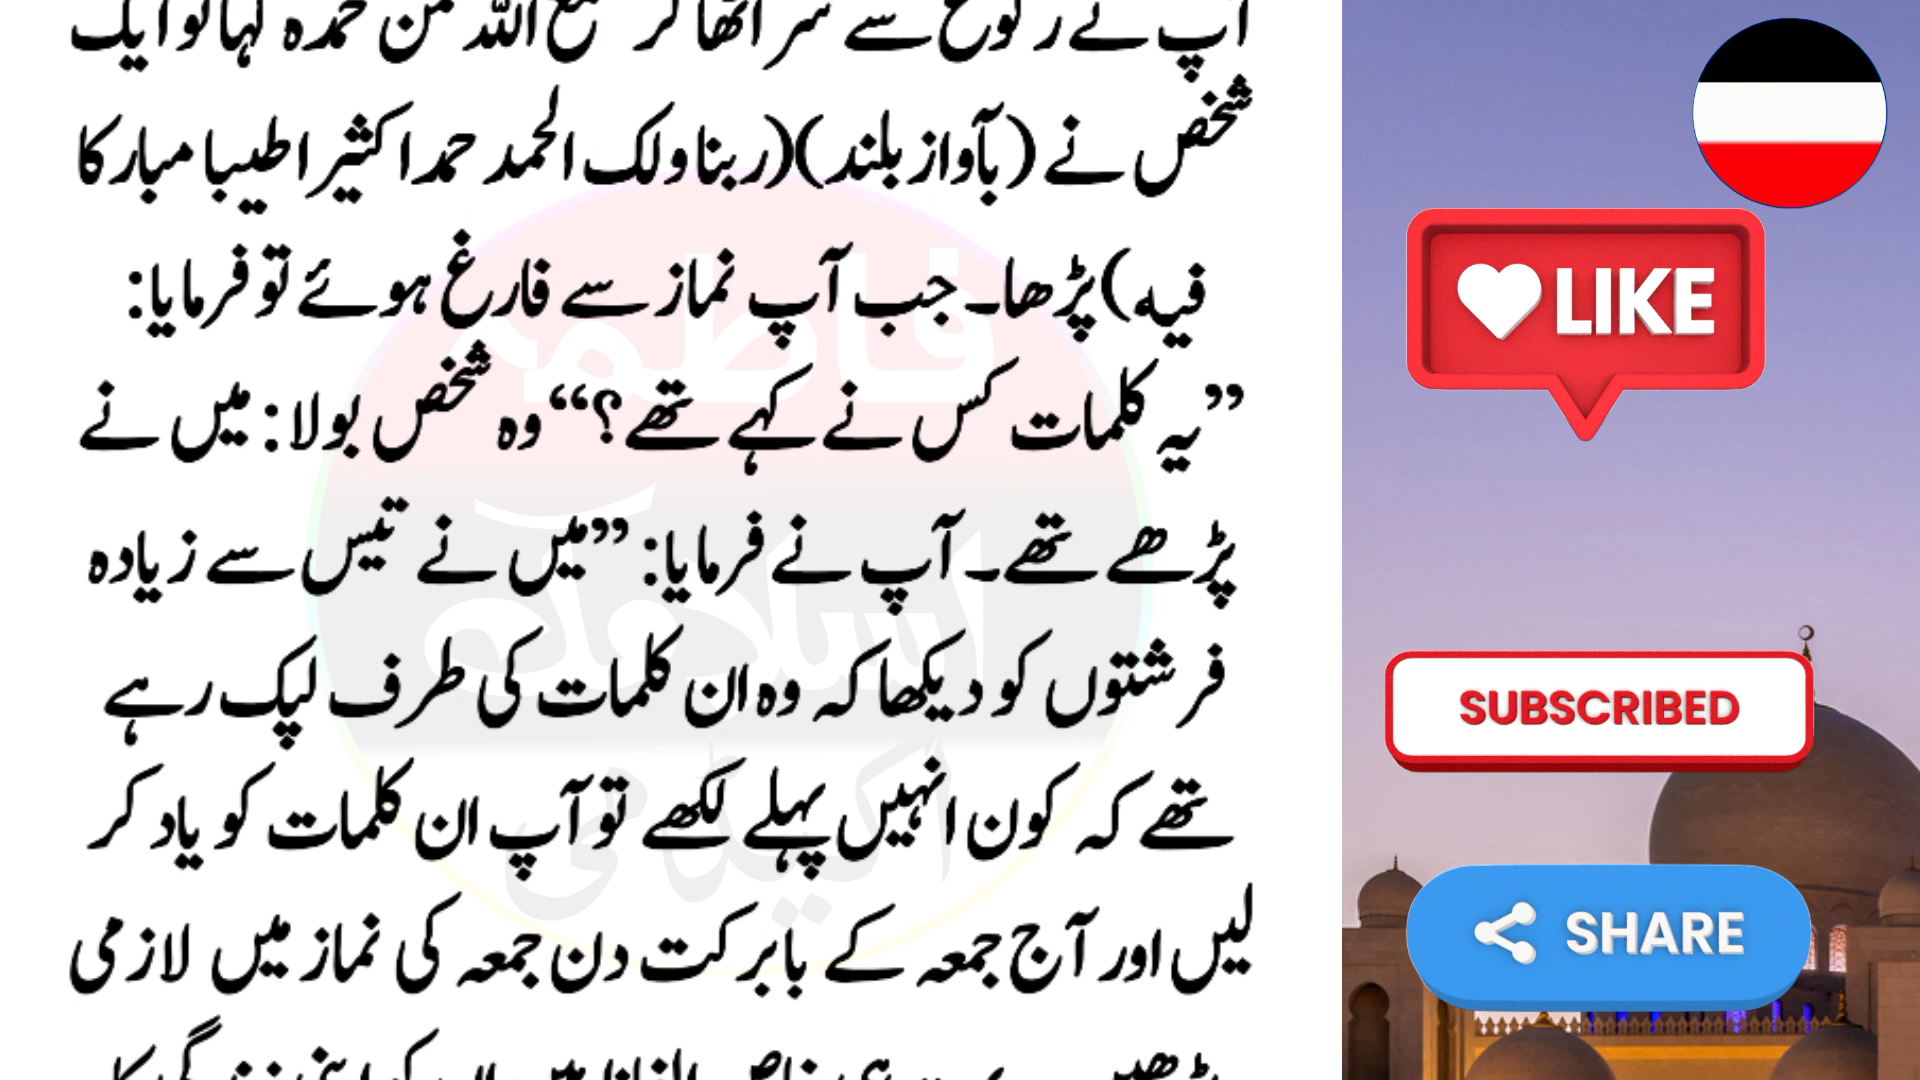 آپ نے رکوع سے سر اٹھا کر سمع اللہ لمن حمدہ کہا تو ایک
شخص نے (بآواز بلند)(ربنا ولک الحمد حمدا کثیرا طیبا مبارکا
فیہ) پڑھا۔ جب آپ نماز سے فارغ ہوئے تو فرمایا:
”یہ کلمات کس نے کہے تھے؟“ وہ شخص بولا: میں نے
پڑھے تھے۔ آپ نے فرمایا: ”میں نے تیس سے زیادہ
فرشتوں کو دیکھا کہ وہ ان کلمات کی طرف لپک رہے
تھے کہ کون انہیں پہلے لکھے تو آپ ان کلمات کو یاد کر
لیں اور آج جمعہ کے بابرکت دن جمعہ کی نماز میں لازمی
فاطمہ
اسلامک
اکیڈمی
LIKE
SUBSCRIBED
SHARE